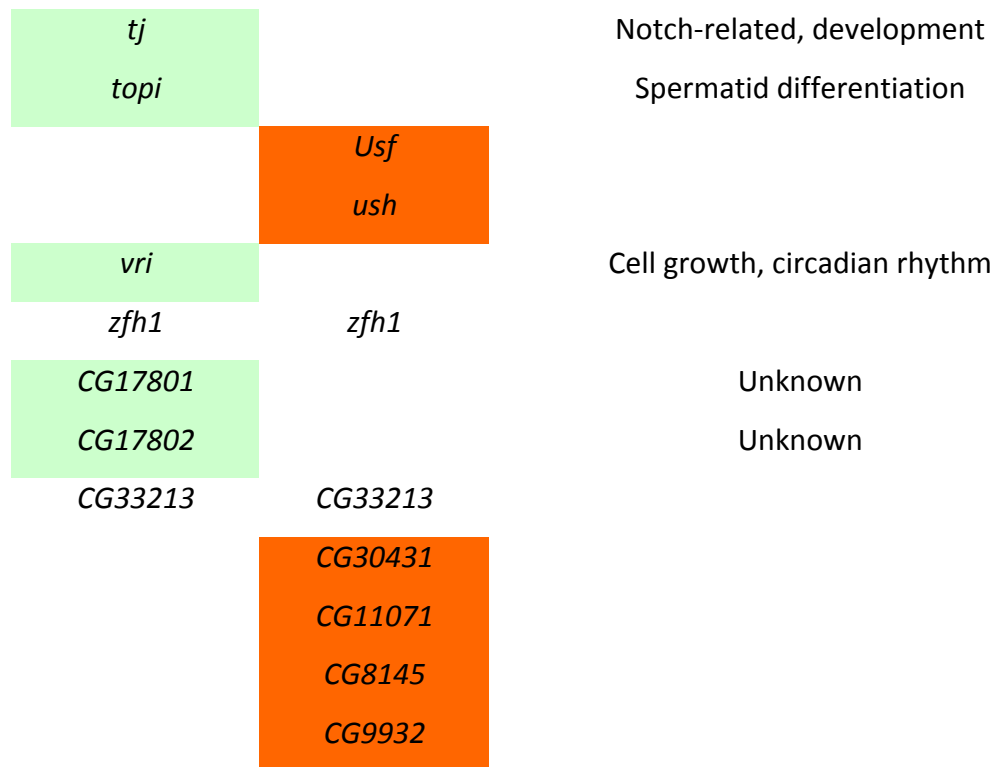 tj Notch-related, development
topi Spermatid differentiation
Usf
ush
vri Cell growth, circadian rhythm
zfh1 zfh1
CG17801 Unknown
CG17802 Unknown
CG33213 CG33213
CG30431
CG11071
CG8145
CG9932